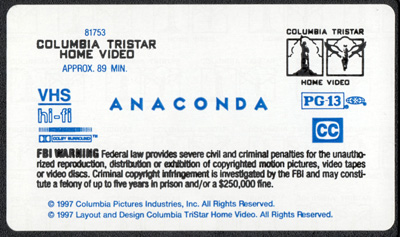 81753
COLUMBIA TRISTAR
HOME VIDEO
APPROX. 89 MIN.
COLUMBIA TRISTAR
HOME VIDEO
VHS
hi-fi
DOLBY SURROUND
ANACONDA
PG-13
CC
FBI WARNING Federal law provides severe civil and criminal penalties for the unautho-
rized reproduction, distribution or exhibition of copyrighted motion pictures, video tapes
or video discs. Criminal copyright infringement is investigated by the FBI and may consti-
tute a felony of up to five years in prison and/or a $250,000 fine.
© 1997 Columbia Pictures Industries, Inc. All Rights Reserved.
© 1997 Layout and Design Columbia TriStar Home Video. All Rights Reserved.